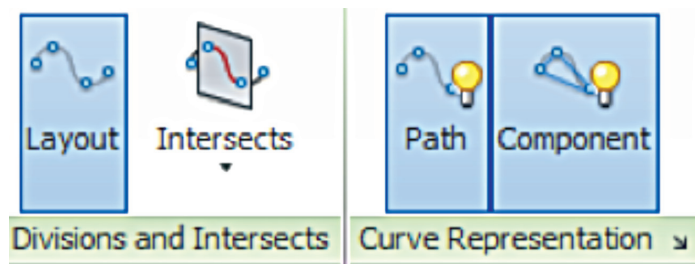 Layout Intersects Path Component
Divisions and Intersects Curve Representation